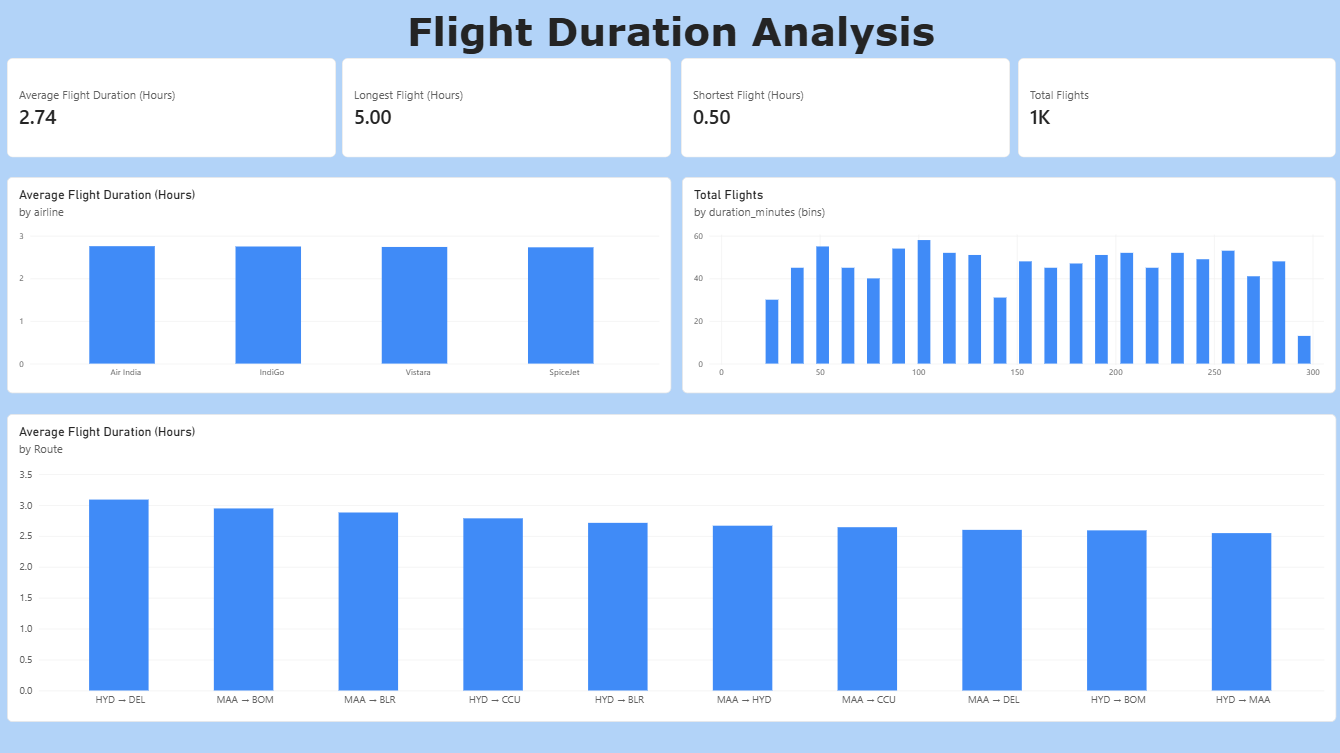 Flight Duration Analysis
Average Flight Duration (Hours)
2.74
Longest Flight (Hours)
5.00
Shortest Flight (Hours)
0.50
Total Flights
1K
Average Flight Duration (Hours)
by airline
3
2
1
0
Air India IndiGo Vistara SpiceJet
Total Flights
by duration_minutes (bins)
60
40
20
0
0 50 100 150 200 250 300
Average Flight Duration (Hours)
by Route
3.5
3.0
2.5
2.0
1.5
1.0
0.5
0.0
HYD → DEL MAA → BOM MAA → BLR HYD → CCU HYD → BLR MAA → HYD MAA → CCU MAA → DEL HYD → BOM HYD → MAA